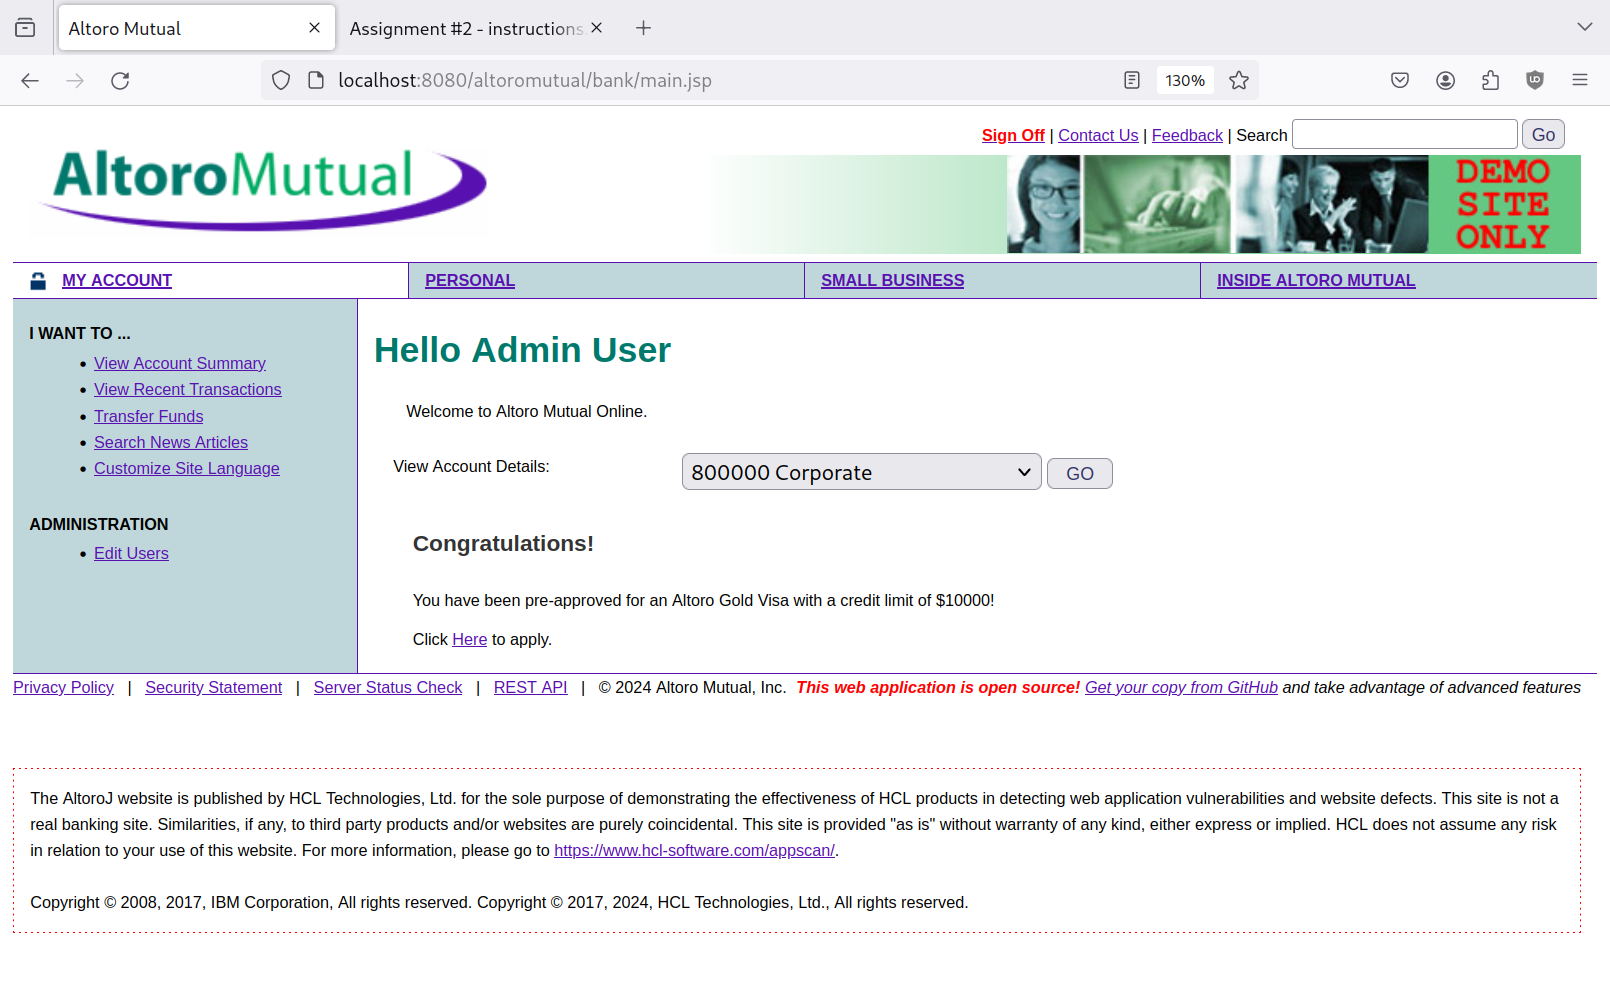 Altoro Mutual
Assignment #2 - instructions
localhost:8080/altoromutual/bank/main.jsp
130%
Sign Off | Contact Us | Feedback | Search Go
AltoroMutual
DEMO
SITE
ONLY
MY ACCOUNT
PERSONAL
SMALL BUSINESS
INSIDE ALTORO MUTUAL
I WANT TO ...
• View Account Summary
• View Recent Transactions
• Transfer Funds
• Search News Articles
• Customize Site Language
ADMINISTRATION
• Edit Users
Hello Admin User
Welcome to Altoro Mutual Online.
View Account Details: 800000 Corporate GO
Congratulations!
You have been pre-approved for an Altoro Gold Visa with a credit limit of $10000!
Click Here to apply.
Privacy Policy | Security Statement | Server Status Check | REST API | © 2024 Altoro Mutual, Inc. This web application is open source! Get your copy from GitHub and take advantage of advanced features
The AltoroJ website is published by HCL Technologies, Ltd. for the sole purpose of demonstrating the effectiveness of HCL products in detecting web application vulnerabilities and website defects. This site is not a
real banking site. Similarities, if any, to third party products and/or websites are purely coincidental. This site is provided "as is" without warranty of any kind, either express or implied. HCL does not assume any risk
in relation to your use of this website. For more information, please go to https://www.hcl-software.com/appscan/.
Copyright © 2008, 2017, IBM Corporation, All rights reserved. Copyright © 2017, 2024, HCL Technologies, Ltd., All rights reserved.